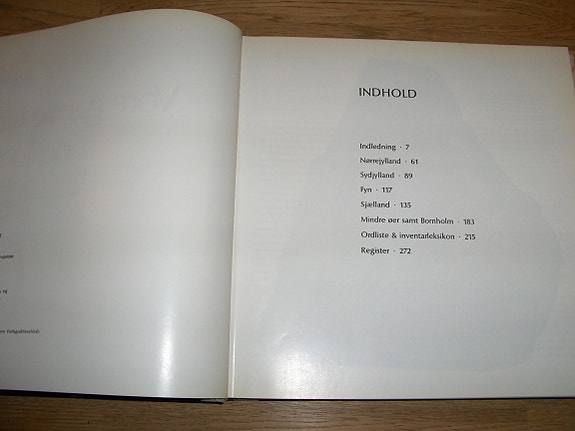 INDHOLD
Indledning · 7
Nørrejylland · 61
Sydjylland · 89
Fyn · 117
Sjælland · 135
Mindre øer samt Bornholm · 183
Ordliste & inventarleksikon · 215
Register · 272